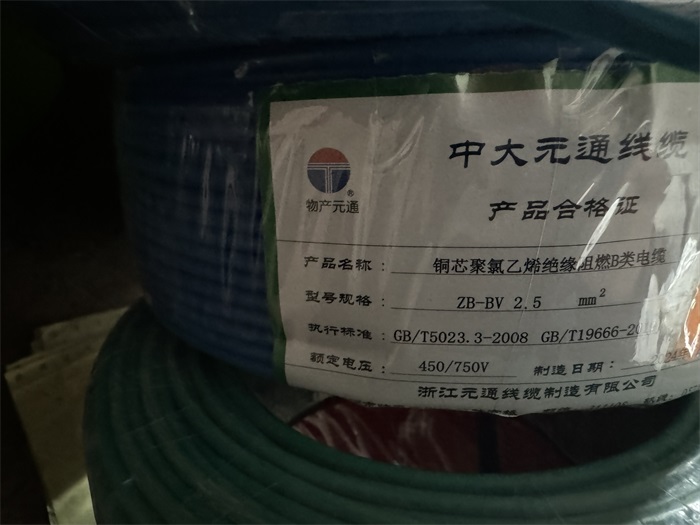 中大元通线缆
®
物产元通
产品合格证
产品名称： 铜芯聚氯乙烯绝缘阻燃B类电缆
型号规格： ZB-BV 2.5 mm²
执行标准： GB/T5023.3-2008 GB/T19666-20
额定电压： 450/750V 制造日期：
浙江元通线缆制造有限公司